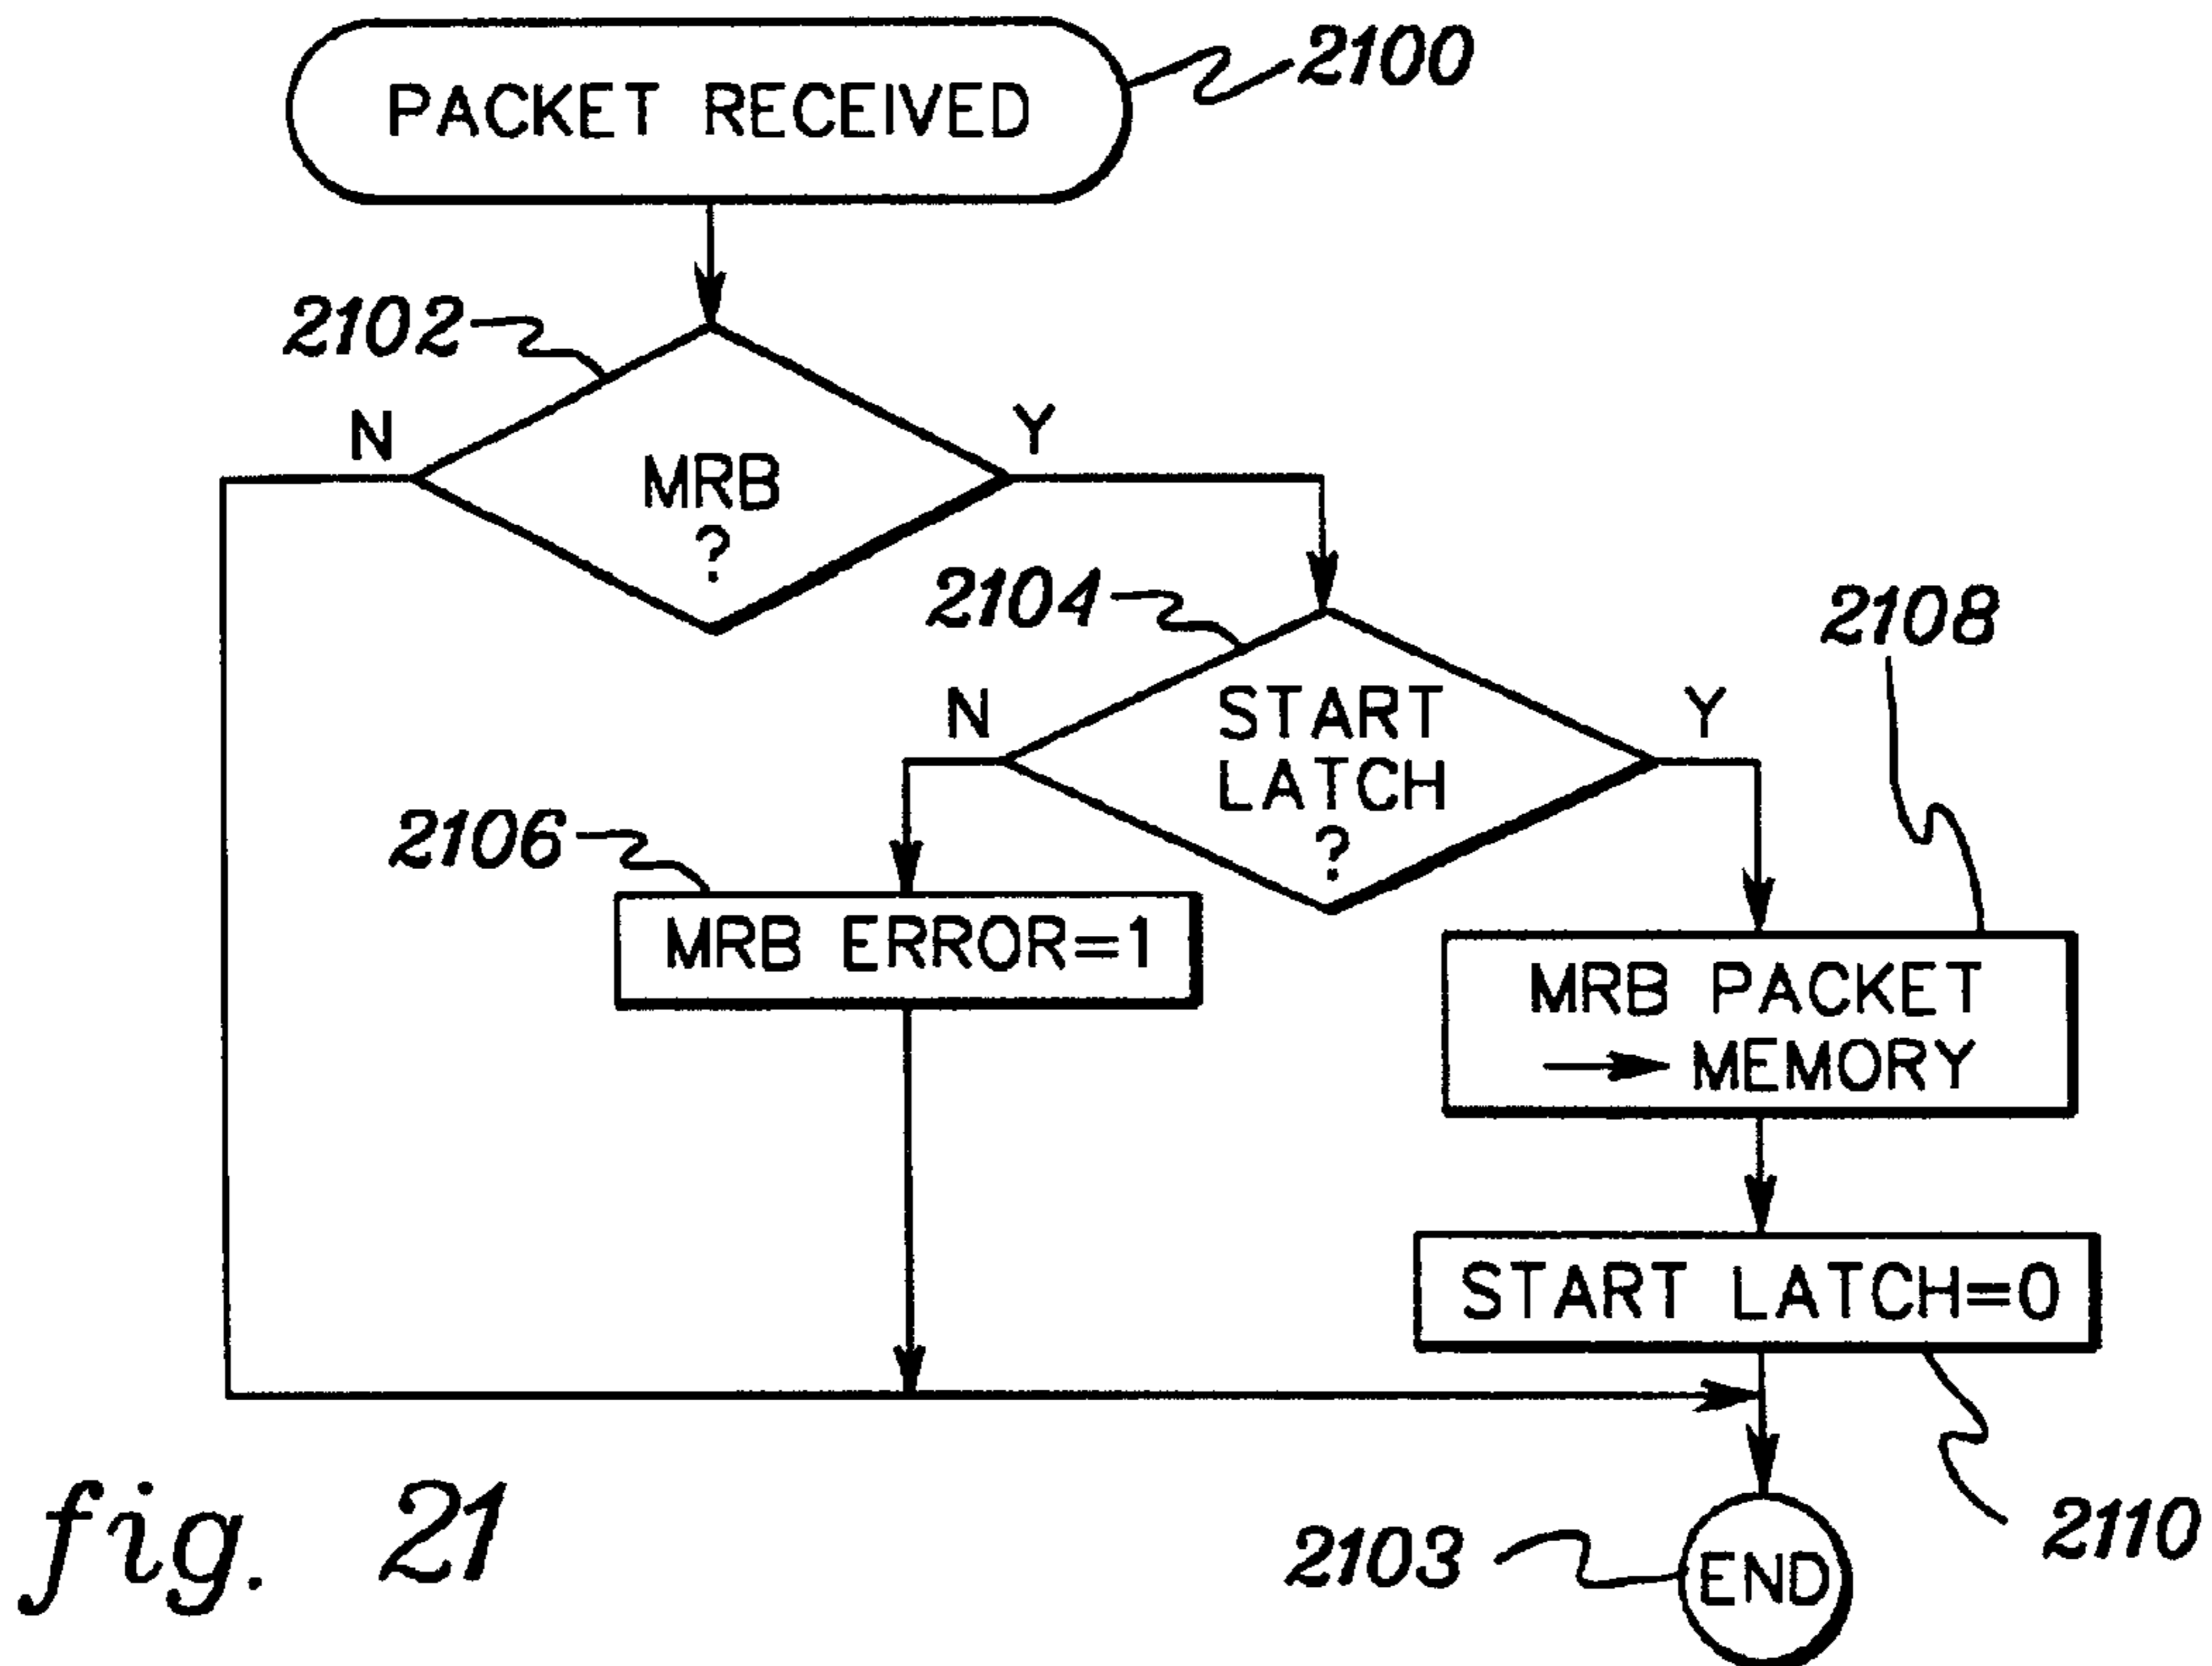 PACKET RECEIVED
2100
2102
N
Y
MRB
?
2104
2108
N
START
Y
LATCH
?
2106
MRB ERROR=1
MRB PACKET
→ MEMORY
START LATCH=0
fig. 21
2103
END
2110